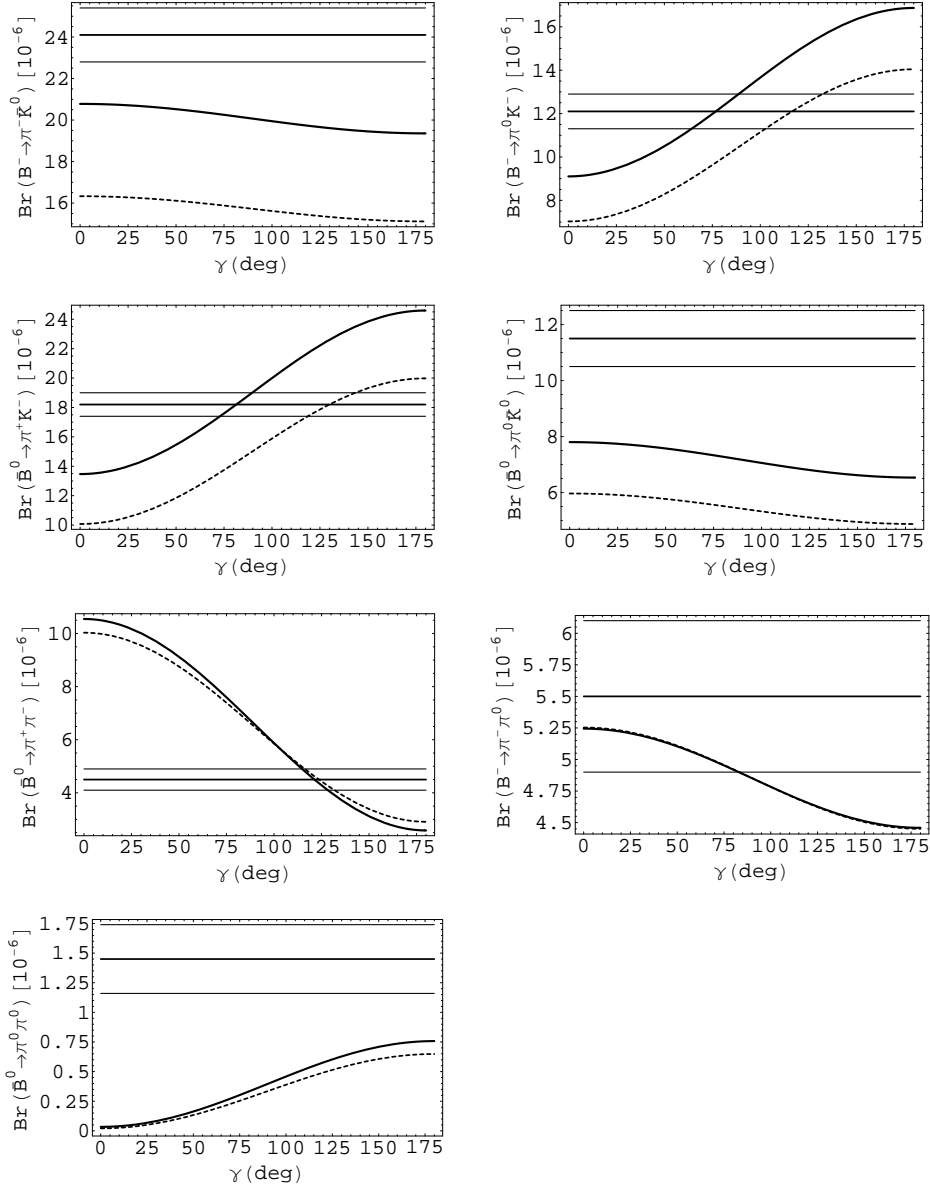 Br(B⁻→π⁻K̄⁰)[10⁻⁶]
24
22
20
18
16
0 25 50 75 100 125 150 175
γ(deg)
Br(B⁻→π⁰K⁻)[10⁻⁶]
16
14
12
10
8
0 25 50 75 100 125 150 175
γ(deg)
Br(B̄⁰→π⁺K⁻)[10⁻⁶]
24
22
20
18
16
14
12
10
0 25 50 75 100 125 150 175
γ(deg)
Br(B̄⁰→π⁰K̄⁰)[10⁻⁶]
12
10
8
6
0 25 50 75 100 125 150 175
γ(deg)
Br(B̄⁰→π⁺π⁻)[10⁻⁶]
10
8
6
4
0 25 50 75 100 125 150 175
γ(deg)
Br(B⁻→π⁻π⁰)[10⁻⁶]
6
5.75
5.5
5.25
5
4.75
4.5
0 25 50 75 100 125 150 175
γ(deg)
Br(B̄⁰→π⁰π⁰)[10⁻⁶]
1.75
1.5
1.25
1
0.75
0.5
0.25
0
0 25 50 75 100 125 150 175
γ(deg)